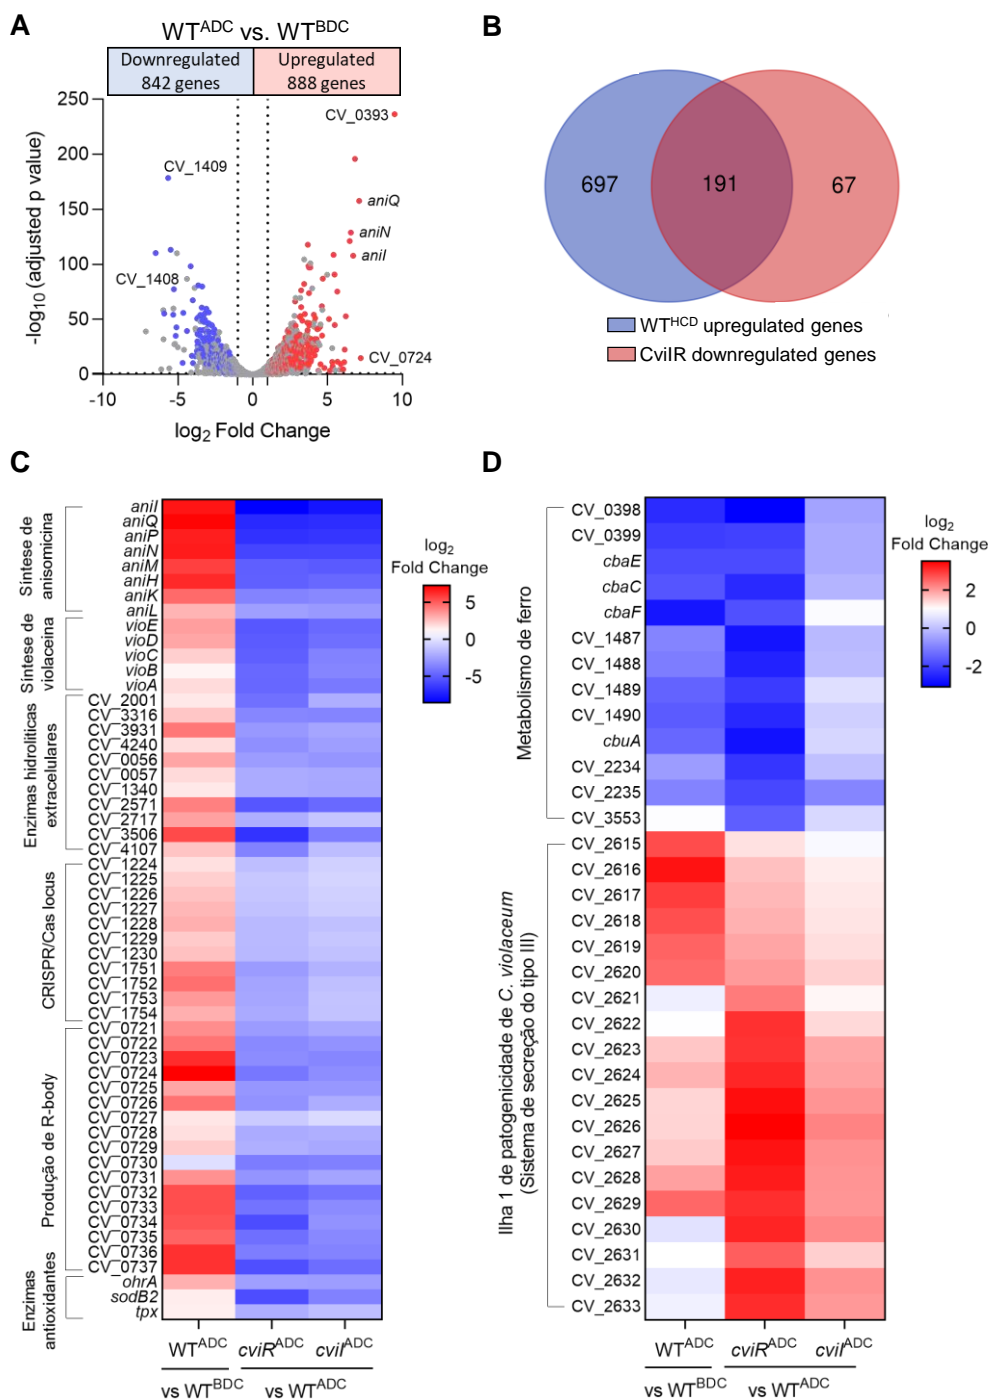 A
WT^ADC vs. WT^BDC
Downregulated
842 genes
Upregulated
888 genes
250
200
150
100
50
0
-log10 (adjusted p value)
CV_0393
CV_1409
aniQ
aniN
aniI
CV_1408
CV_0724
-10
-5
0
5
10
log2 Fold Change
B
697
191
67
WT^HCD upregulated genes
CviIR downregulated genes
C
Síntese de
anisomicina
aniI
aniQ
aniP
aniN
aniM
aniH
aniK
aniL
Síntese de
violaceina
vioE
vioD
vioC
vioB
vioA
Enzimas hidrolíticas
extracelulares
CV_2001
CV_3316
CV_3931
CV_4240
CV_0056
CV_0057
CV_1340
CV_2571
CV_2717
CV_3506
CV_4107
CRISPR/Cas locus
CV_1224
CV_1225
CV_1226
CV_1227
CV_1228
CV_1229
CV_1230
CV_1751
CV_1752
CV_1753
CV_1754
Produção de R-body
CV_0721
CV_0722
CV_0723
CV_0724
CV_0725
CV_0726
CV_0727
CV_0728
CV_0729
CV_0730
CV_0731
CV_0732
CV_0733
CV_0734
CV_0735
CV_0736
CV_0737
Enzimas
antioxidantes
ohrA
sodB2
tpx
log2
Fold Change
5
0
-5
WT^ADC
cviR^ADC
cviI^ADC
vs WT^BDC
vs WT^ADC
D
Metabolismo de ferro
CV_0398
CV_0399
cbaE
cbaC
cbaF
CV_1487
CV_1488
CV_1489
CV_1490
cbuA
CV_2234
CV_2235
CV_3553
Ilha 1 de patogenicidade de C. violaceum
(Sistema de secreção do tipo III)
CV_2615
CV_2616
CV_2617
CV_2618
CV_2619
CV_2620
CV_2621
CV_2622
CV_2623
CV_2624
CV_2625
CV_2626
CV_2627
CV_2628
CV_2629
CV_2630
CV_2631
CV_2632
CV_2633
log2
Fold Change
2
0
-2
WT^ADC
cviR^ADC
cviI^ADC
vs WT^BDC
vs WT^ADC